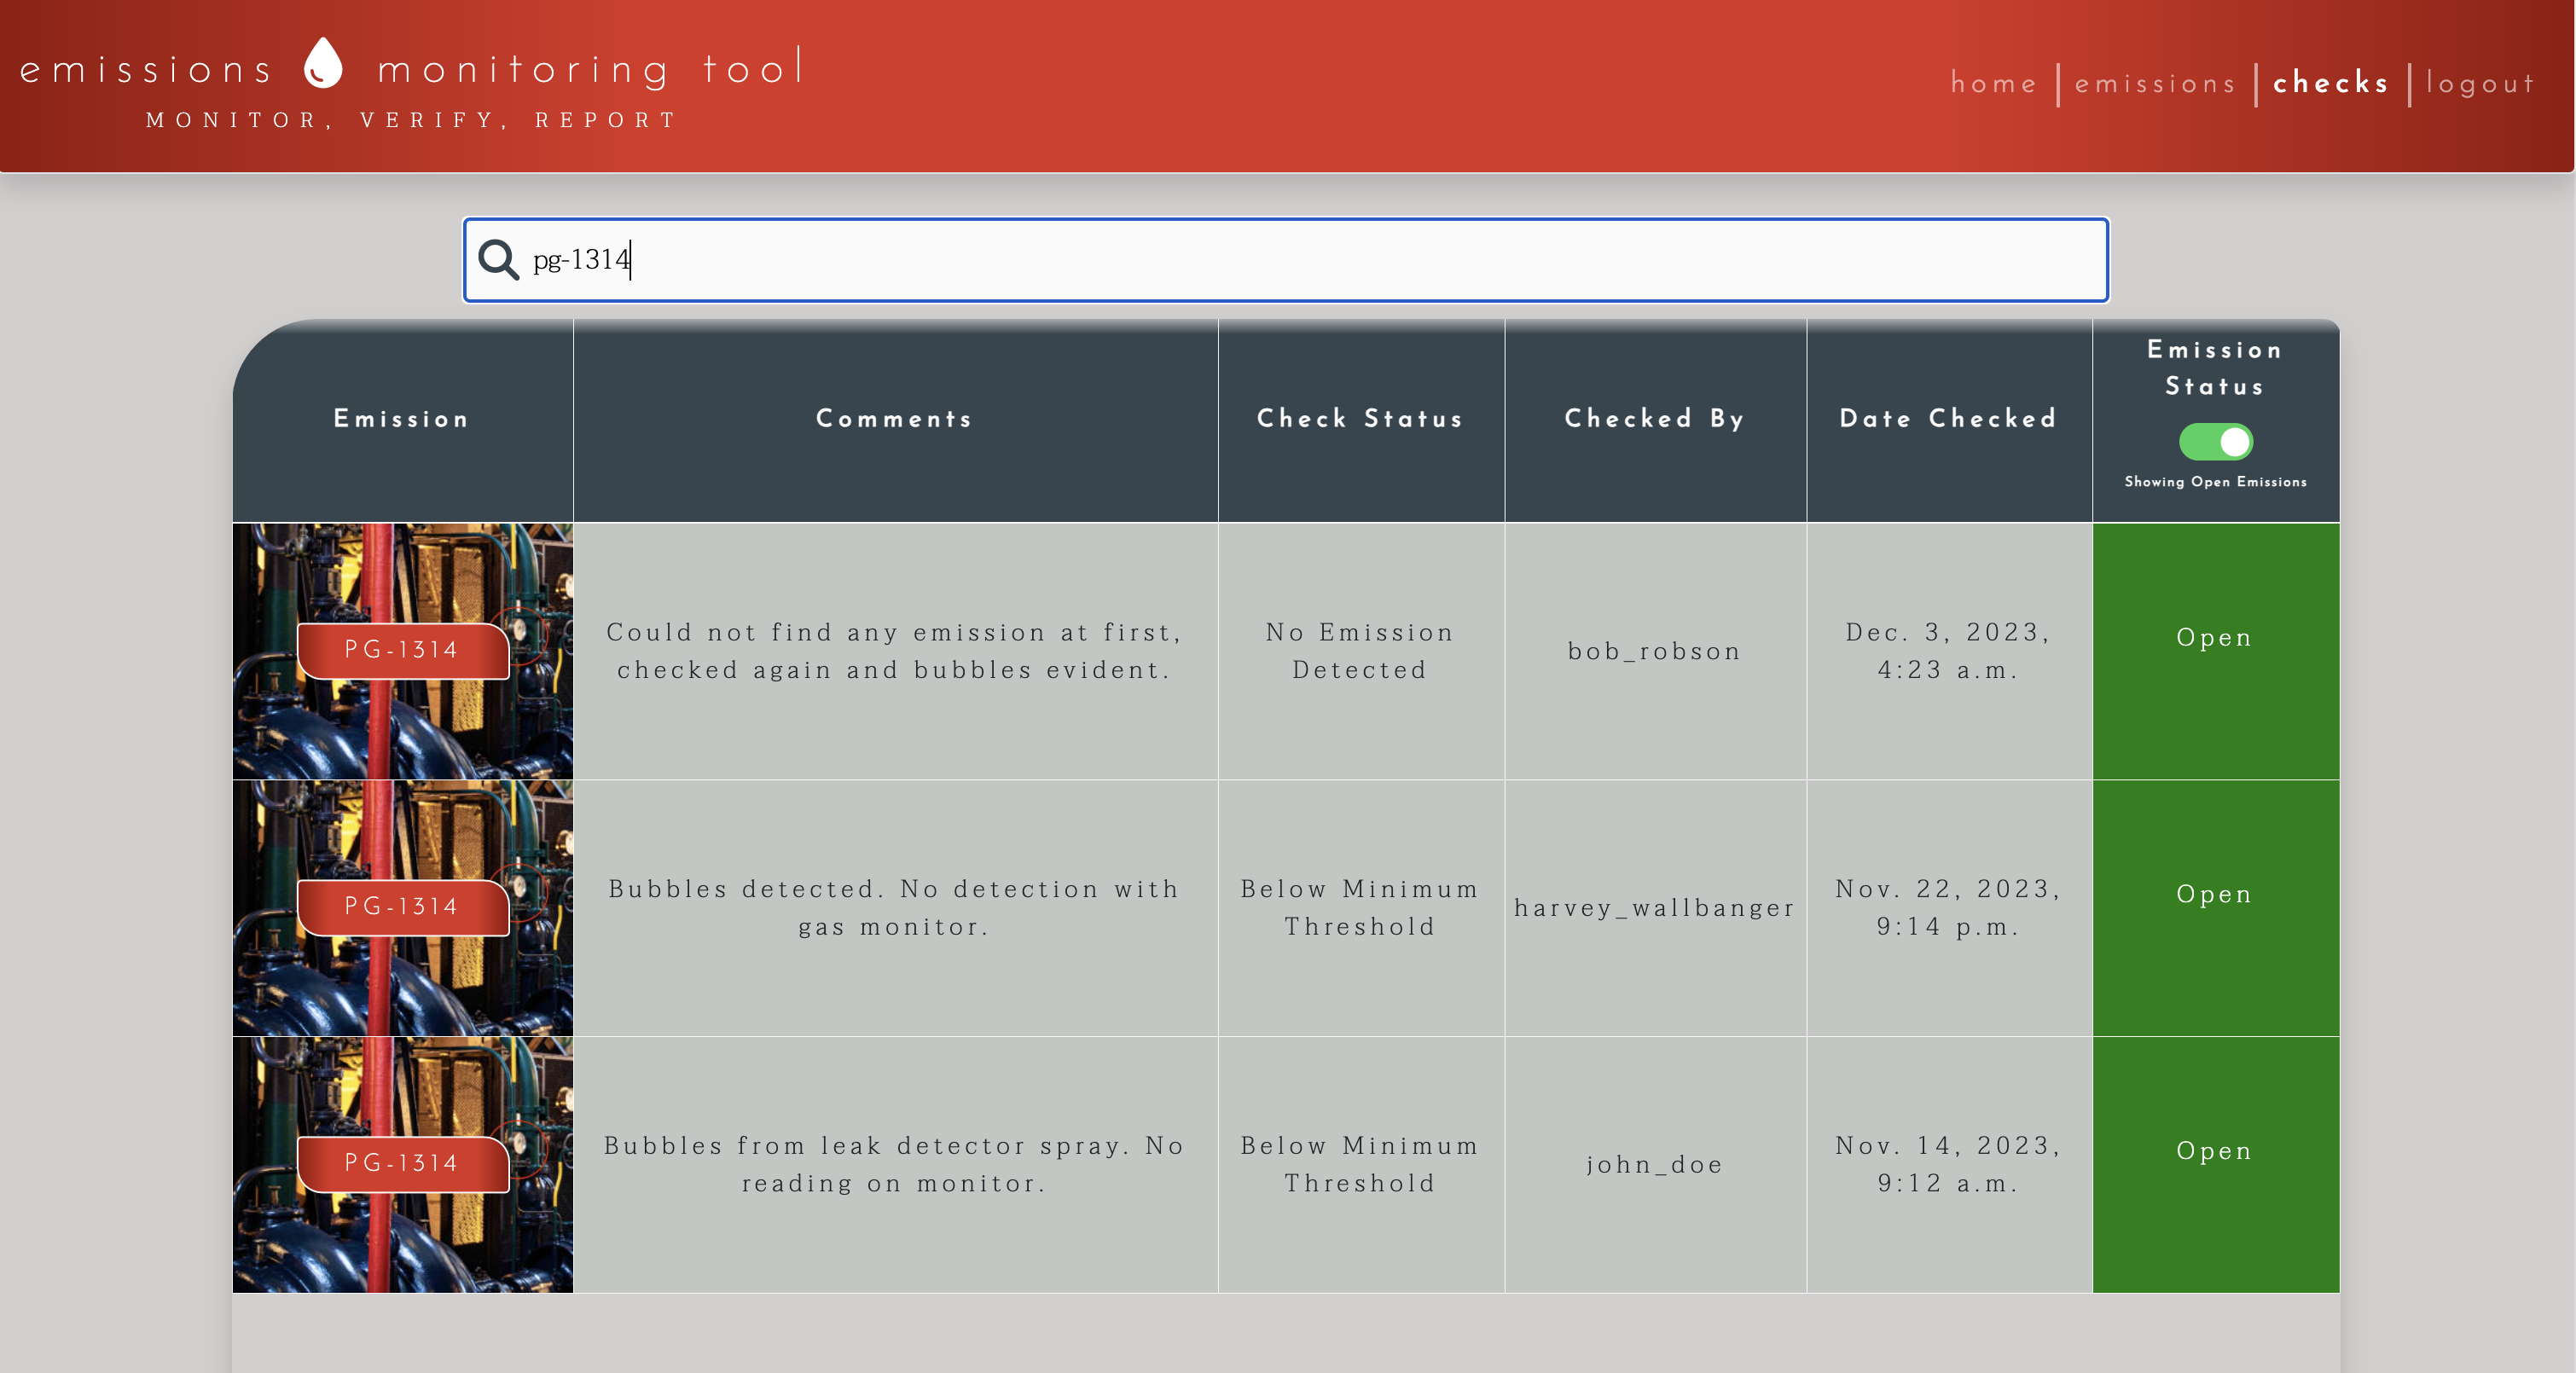 emissions monitoring tool
MONITOR, VERIFY, REPORT
home emissions checks logout
pg-1314
Emission Comments Check Status Checked By Date Checked Emission
Status
Showing Open Emissions
PG-1314
Could not find any emission at first,
checked again and bubbles evident.
No Emission
Detected
bob_robson
Dec. 3, 2023,
4:23 a.m.
Open
PG-1314
Bubbles detected. No detection with
gas monitor.
Below Minimum
Threshold
harvey_wallbanger
Nov. 22, 2023,
9:14 p.m.
Open
PG-1314
Bubbles from leak detector spray. No
reading on monitor.
Below Minimum
Threshold
john_doe
Nov. 14, 2023,
9:12 a.m.
Open